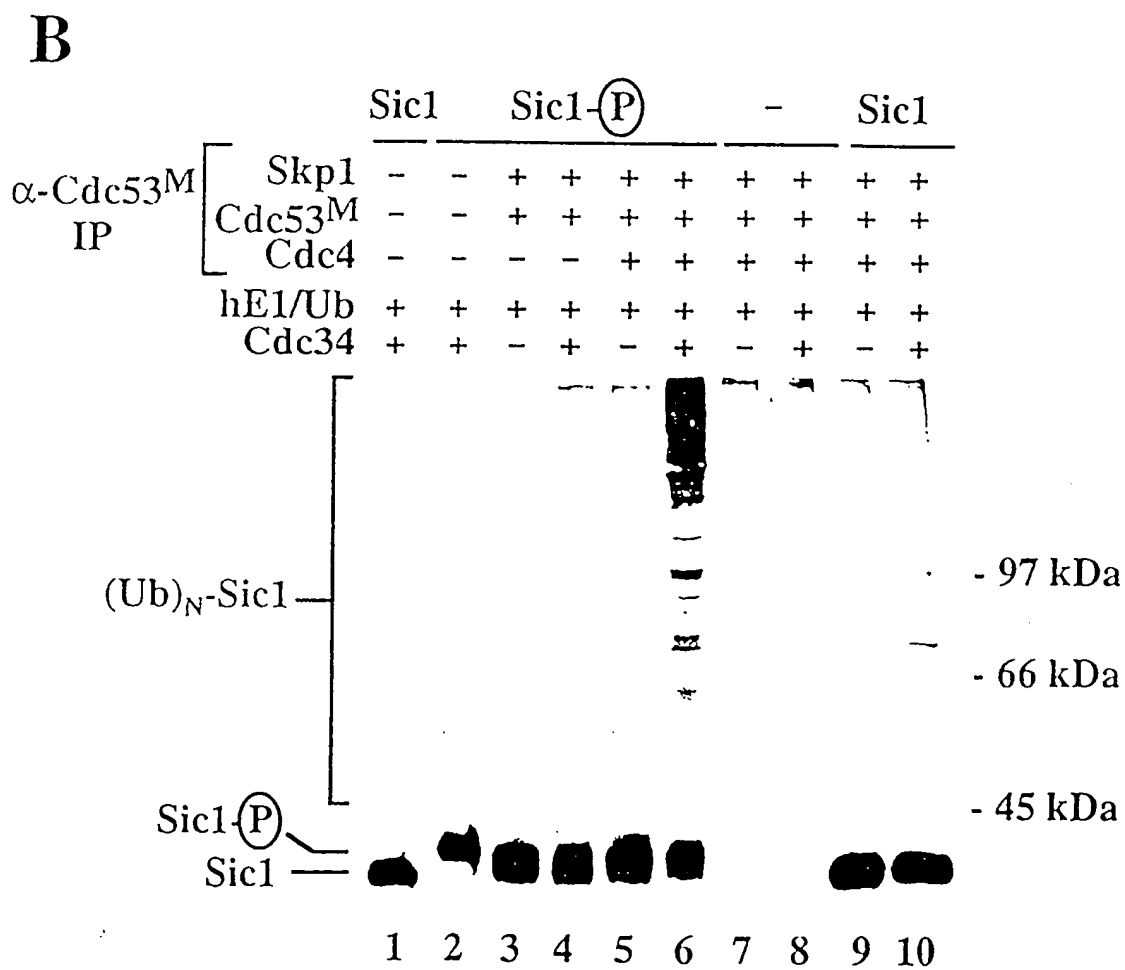 B
Sic1 Sic1-P - Sic1
α-Cdc53M IP
Skp1 - - + + + + + + + +
Cdc53M - - + + + + + + + +
Cdc4 - - - - + + + + + +
hE1/Ub + + + + + + + + + +
Cdc34 + + - + - + - + - +
(Ub)N-Sic1
- 97 kDa
- 66 kDa
- 45 kDa
Sic1-P
Sic1
1 2 3 4 5 6 7 8 9 10